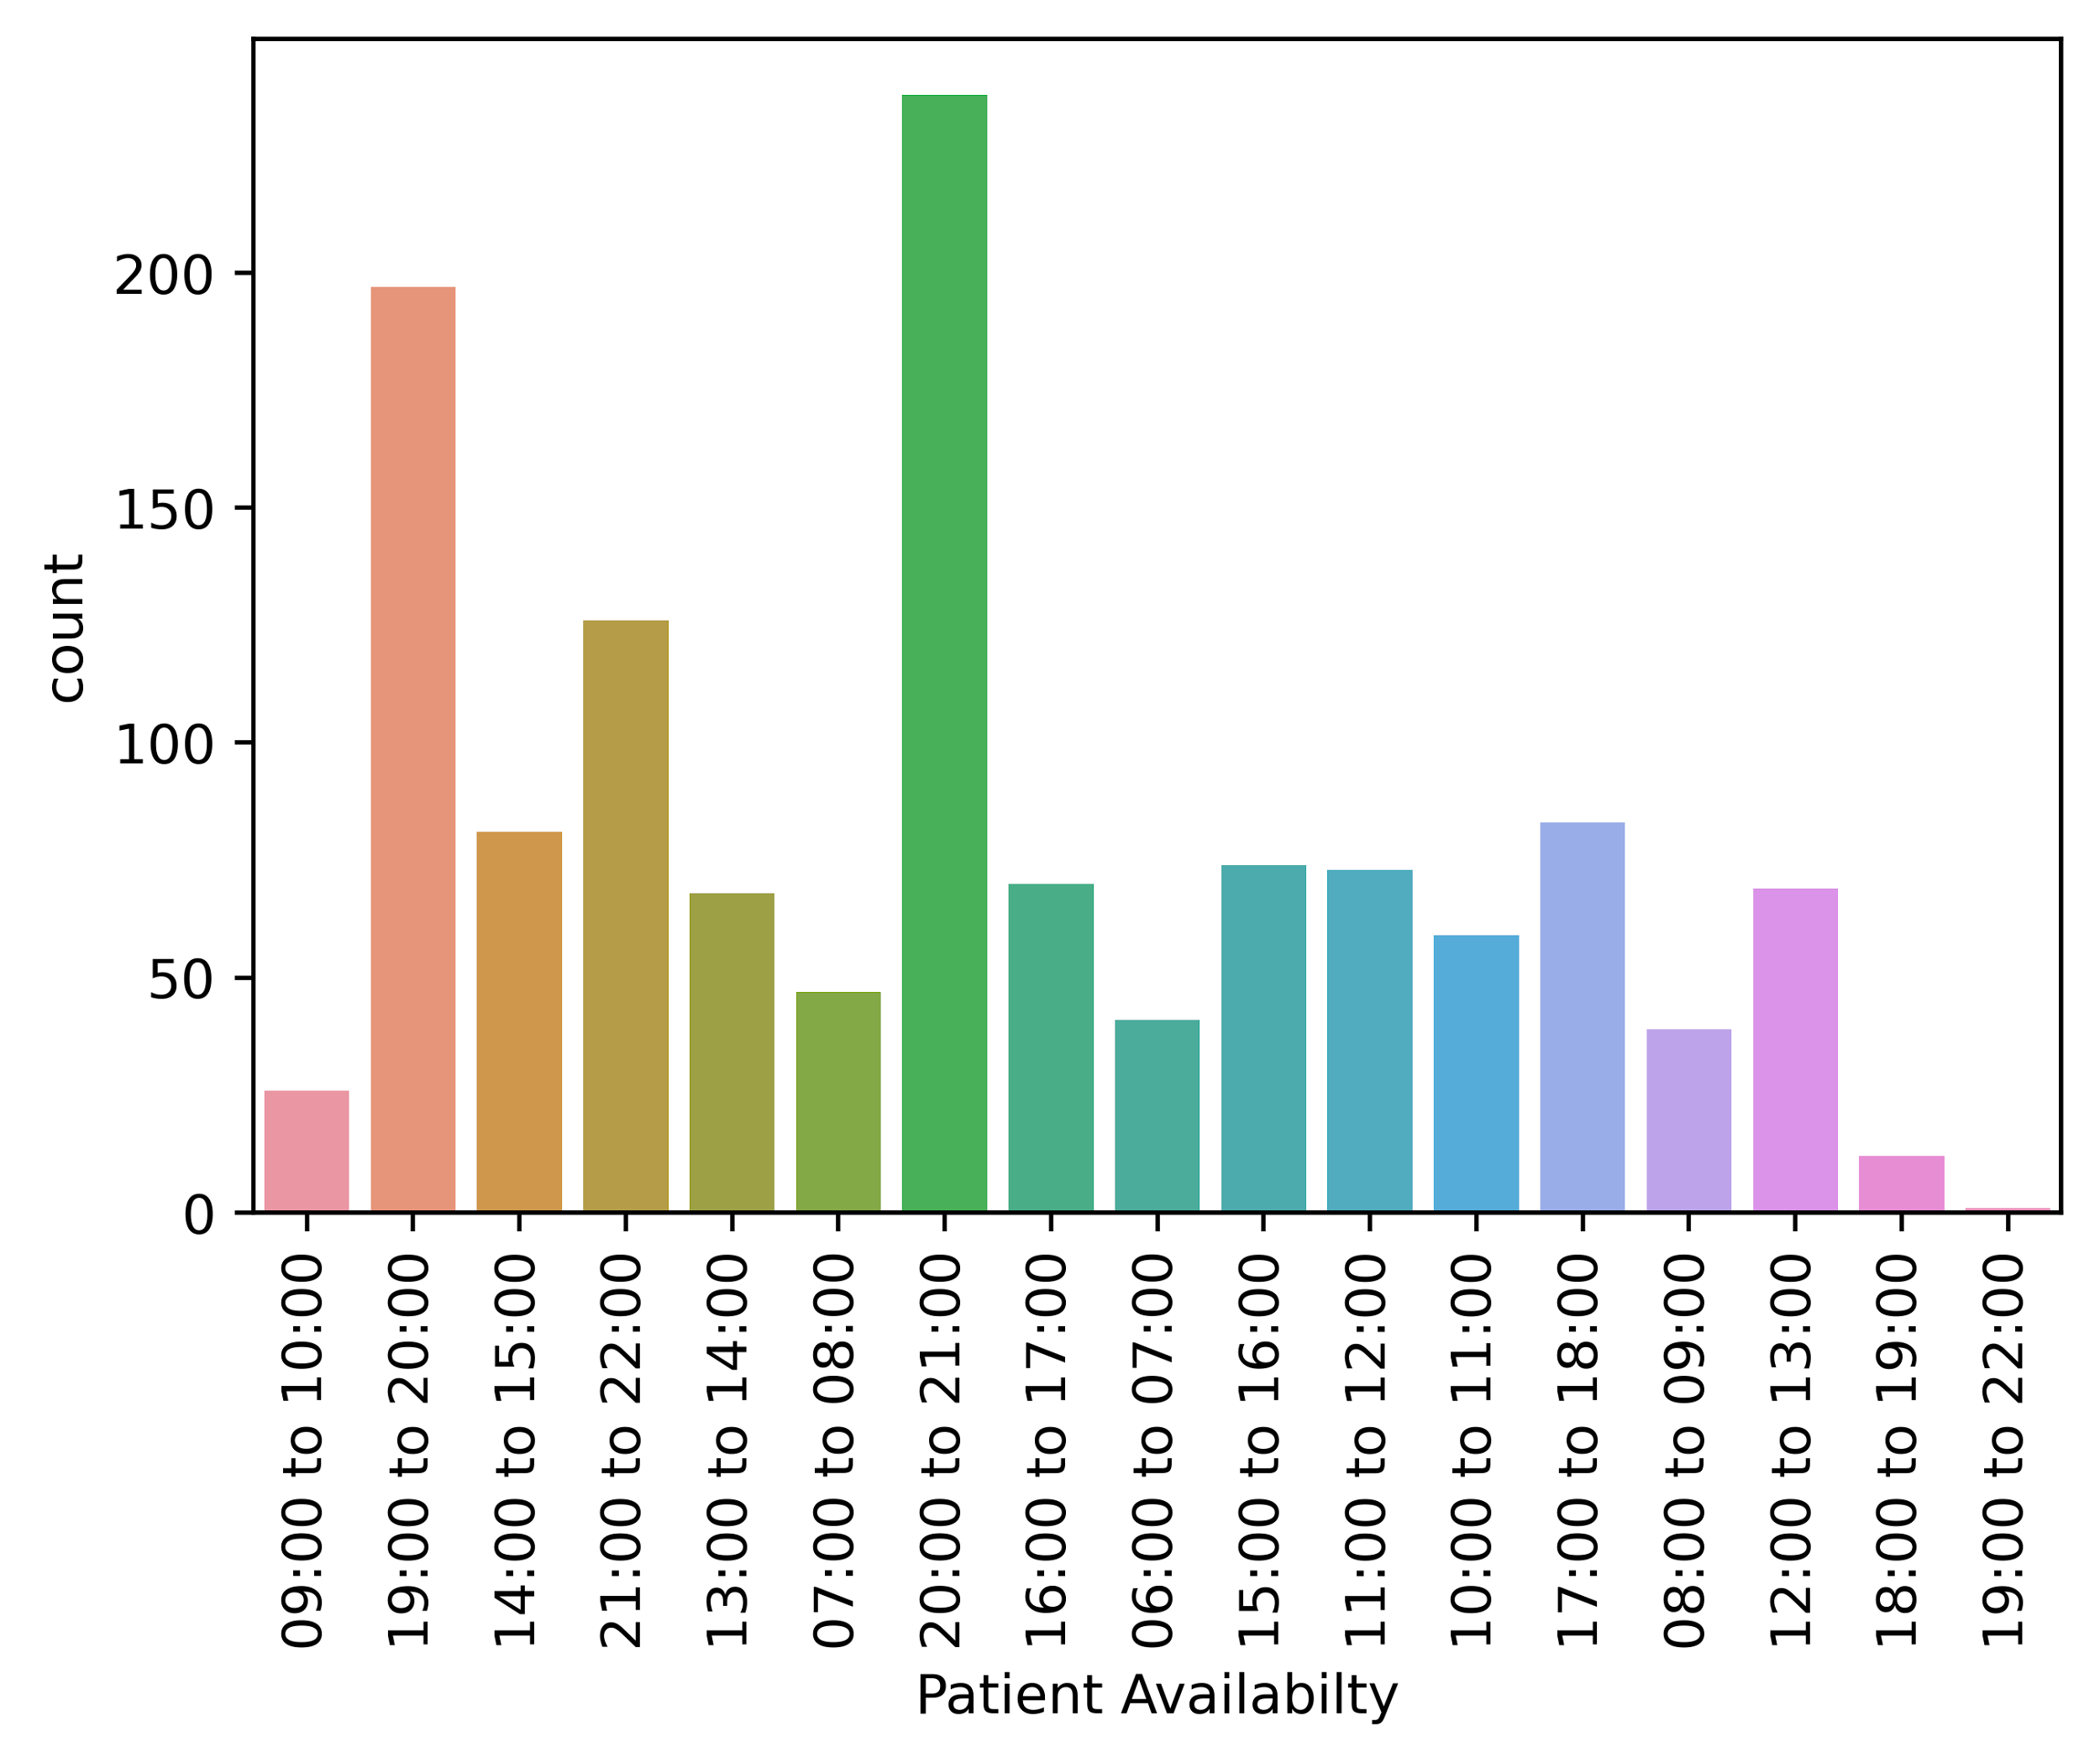 200
150
100
50
0
count
09:00 to 10:00
19:00 to 20:00
14:00 to 15:00
21:00 to 22:00
13:00 to 14:00
07:00 to 08:00
20:00 to 21:00
16:00 to 17:00
06:00 to 07:00
15:00 to 16:00
11:00 to 12:00
10:00 to 11:00
17:00 to 18:00
08:00 to 09:00
12:00 to 13:00
18:00 to 19:00
19:00 to 22:00
Patient Availabilty